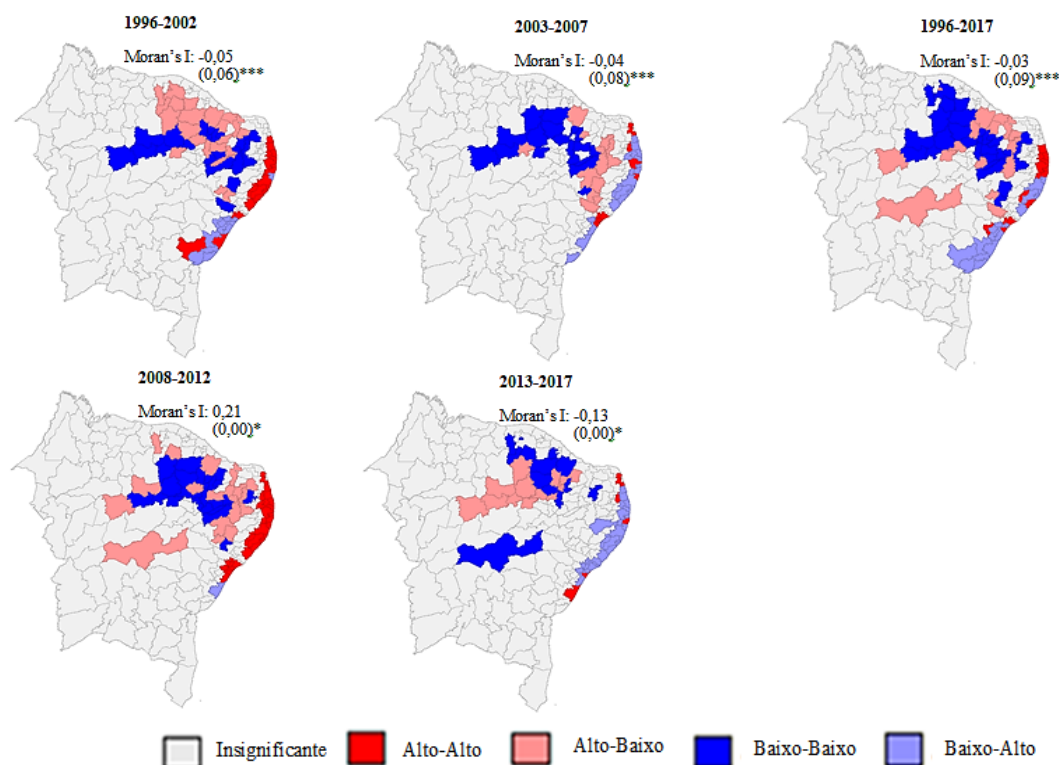 1996-2002
Moran's I: -0,05
(0,06)***
2003-2007
Moran's I: -0,04
(0,08)***
1996-2017
Moran's I: -0,03
(0,09)***
2008-2012
Moran's I: 0,21
(0,00)*
2013-2017
Moran's I: -0,13
(0,00)*
Insignificante
Alto-Alto
Alto-Baixo
Baixo-Baixo
Baixo-Alto